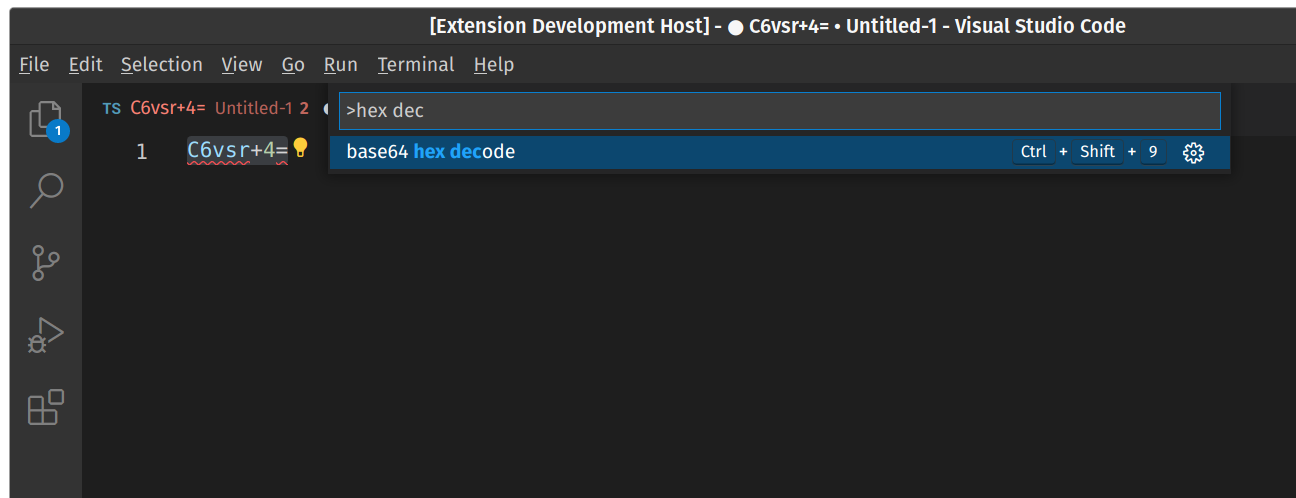 [Extension Development Host] - ● C6vsr+4= • Untitled-1 - Visual Studio Code
File Edit Selection View Go Run Terminal Help
TS C6vsr+4= Untitled-1 2 ●
>hex dec
1
1 C6vsr+4=
base64 hex decode Ctrl + Shift + 9